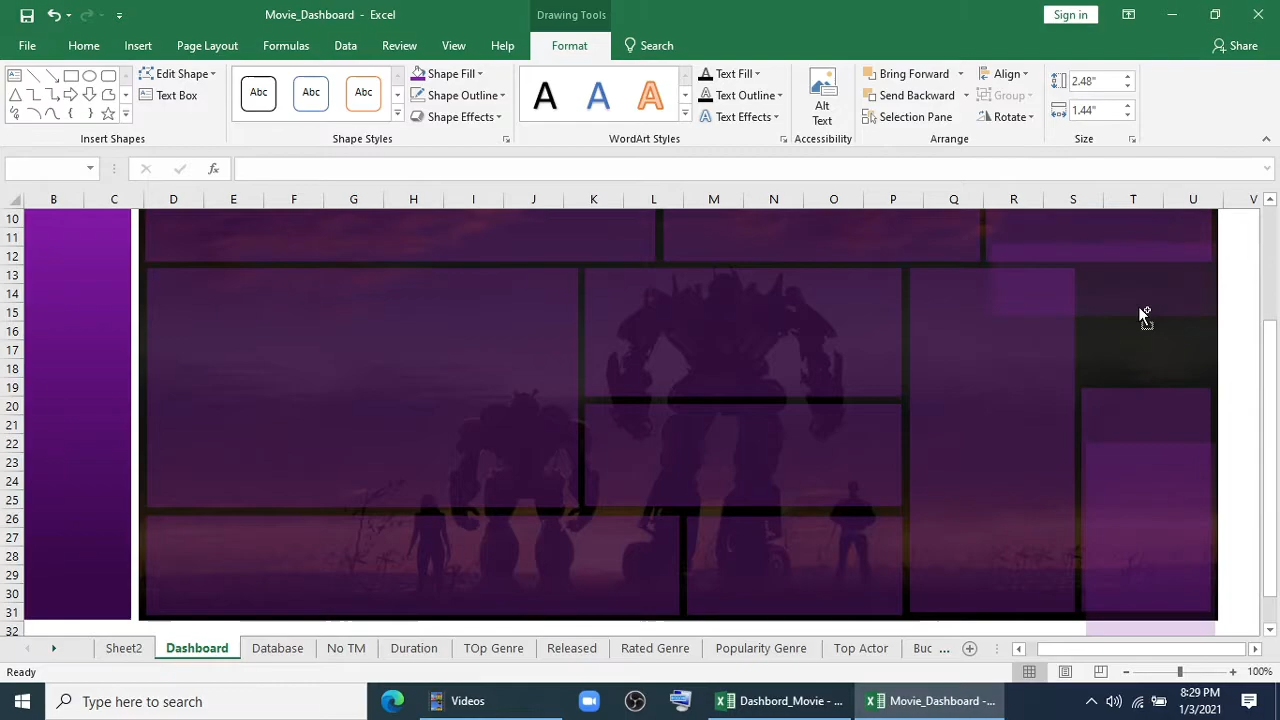 Movie_Dashboard - Excel
Drawing Tools
Sign in
File
Home
Insert
Page Layout
Formulas
Data
Review
View
Help
Format
Search
Share
Edit Shape
Text Box
Insert Shapes
Abc
Abc
Abc
Shape Fill
Shape Outline
Shape Effects
Shape Styles
A
A
A
Text Fill
Text Outline
Text Effects
WordArt Styles
Alt
Text
Accessibility
Bring Forward
Send Backward
Selection Pane
Align
Group
Rotate
Arrange
2.48"
1.44"
Size
fx
B C D E F G H I J K L M N O P Q R S T U V
10
11
12
13
14
15
16
17
18
19
20
21
22
23
24
25
26
27
28
29
30
31
32
Sheet2
Dashboard
Database
No TM
Duration
TOp Genre
Released
Rated Genre
Popularity Genre
Top Actor
Buc ...
Ready
100%
Type here to search
Videos
Dashbord_Movie - ...
Movie_Dashboard -...
8:29 PM
1/3/2021